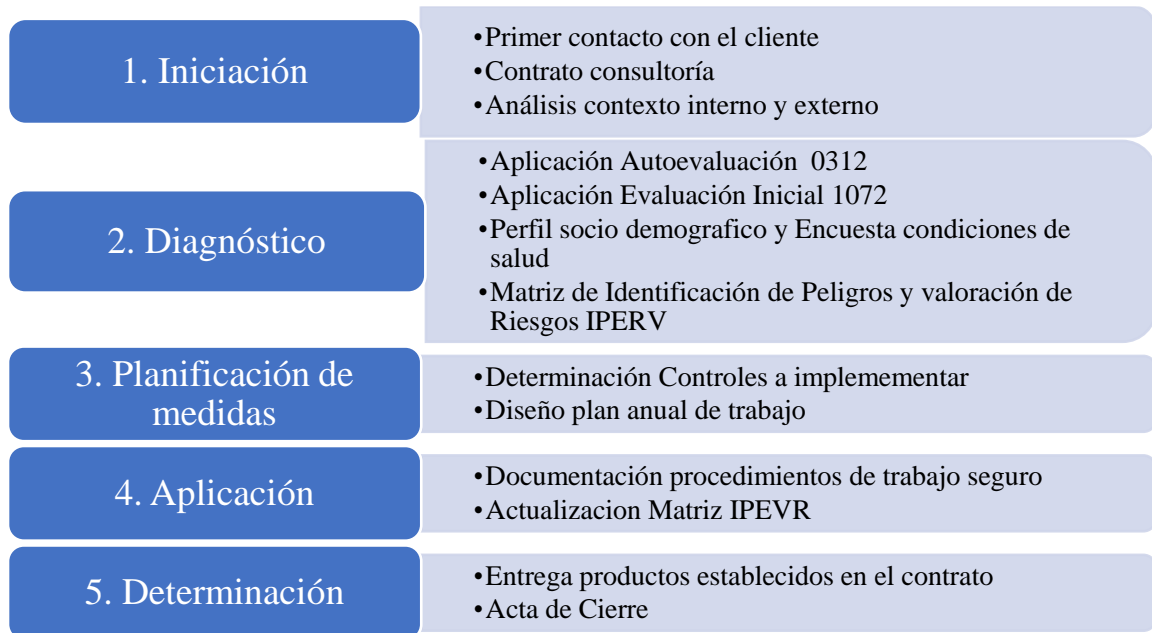 1. Iniciación
•Primer contacto con el cliente
•Contrato consultoría
•Análisis contexto interno y externo
2. Diagnóstico
•Aplicación Autoevaluación 0312
•Aplicación Evaluación Inicial 1072
•Perfil socio demografico y Encuesta condiciones de
salud
•Matriz de Identificación de Peligros y valoración de
Riesgos IPERV
3. Planificación de
medidas
•Determinación Controles a implemementar
•Diseño plan anual de trabajo
4. Aplicación
•Documentación procedimientos de trabajo seguro
•Actualizacion Matriz IPEVR
5. Determinación
•Entrega productos establecidos en el contrato
•Acta de Cierre